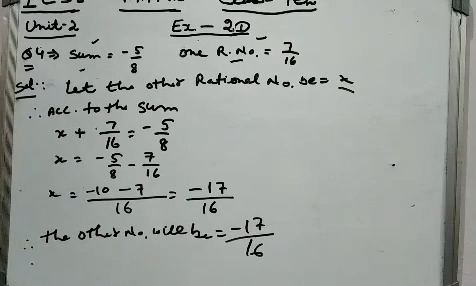 Unit-2 Ex - 2D
Q4 ⇒ Sum = -5/8 one R. No. = 7/16
Sol: Let the other Rational No. be = x
∴ Acc. to the sum
x + 7/16 = -5/8
x = -5/8 - 7/16
x = -10 - 7/16 = -17/16
∴ the other No. will be = -17/16